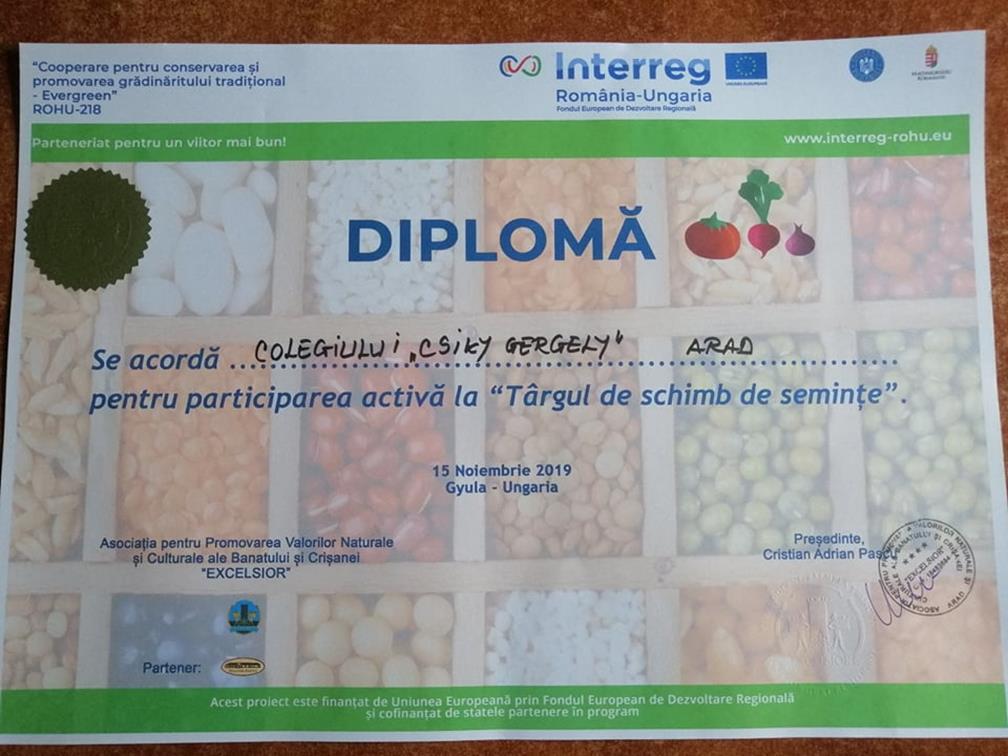 "Cooperare pentru conservarea și
promovarea grădinăritului tradițional
- Evergreen"
ROHU-218
Interreg
România-Ungaria
Fondul European de Dezvoltare Regională
UNIUNEA EUROPEANĂ
Parteneriat pentru un viitor mai bun!
www.interreg-rohu.eu
DIPLOMĂ
Se acordă ... COLEGIULUI „CSIKY GERGELY" ARAD
pentru participarea activă la "Târgul de schimb de semințe".
15 Noiembrie 2019
Gyula - Ungaria
Asociația pentru Promovarea Valorilor Naturale
și Culturale ale Banatului și Crișanei
"EXCELSIOR"
Președinte,
Cristian Adrian
"EXCELSIOR"
ARAD
Partener:
Acest proiect este finanțat de Uniunea Europeană prin Fondul European de Dezvoltare Regională
și cofinanțat de statele partenere în program